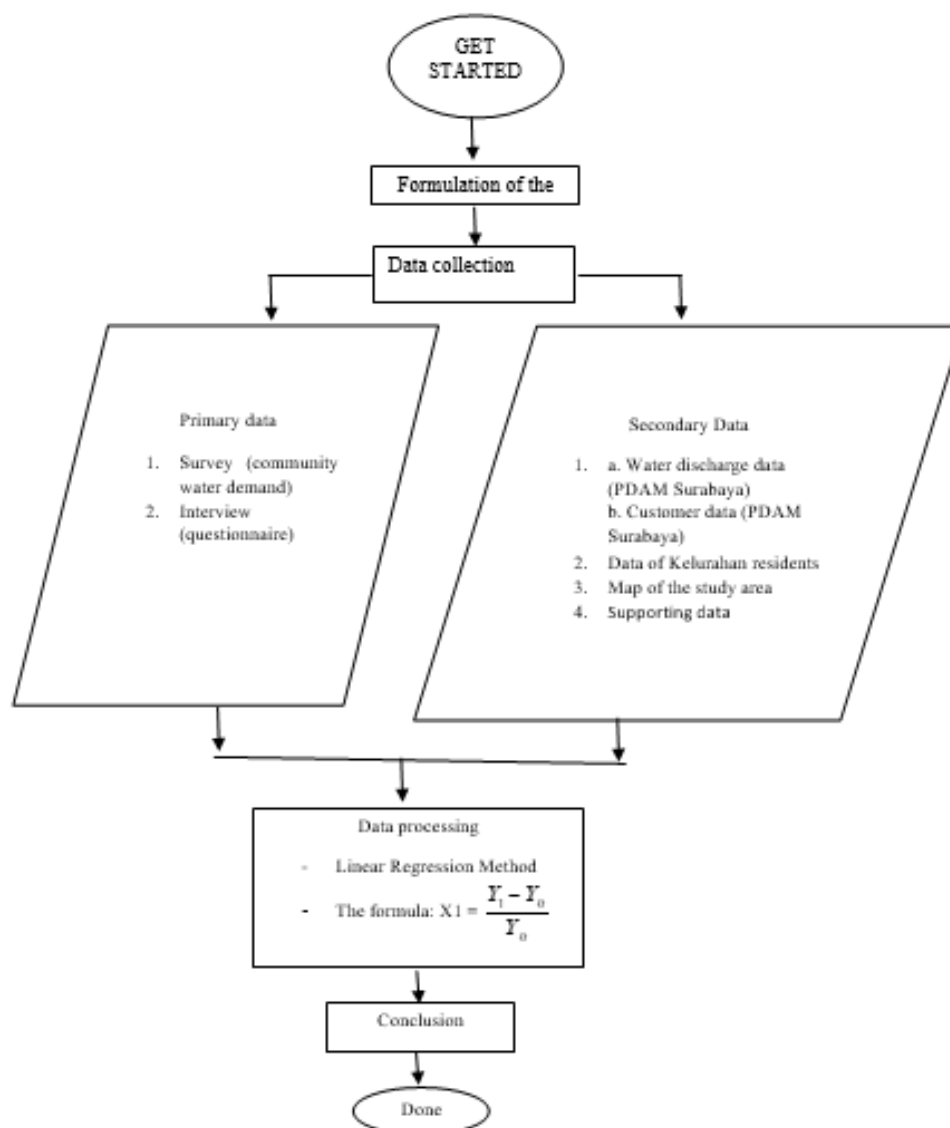 GET
STARTED
Formulation of the
Data collection
Primary data
1. Survey (community
water demand)
2. Interview
(questionnaire)
Secondary Data
1. a. Water discharge data
(PDAM Surabaya)
b. Customer data (PDAM
Surabaya)
2. Data of Kelurahan residents
3. Map of the study area
4. Supporting data
Data processing
- Linear Regression Method
- The formula: X1 = (Y₁ − Y₀) / Y₀
Conclusion
Done